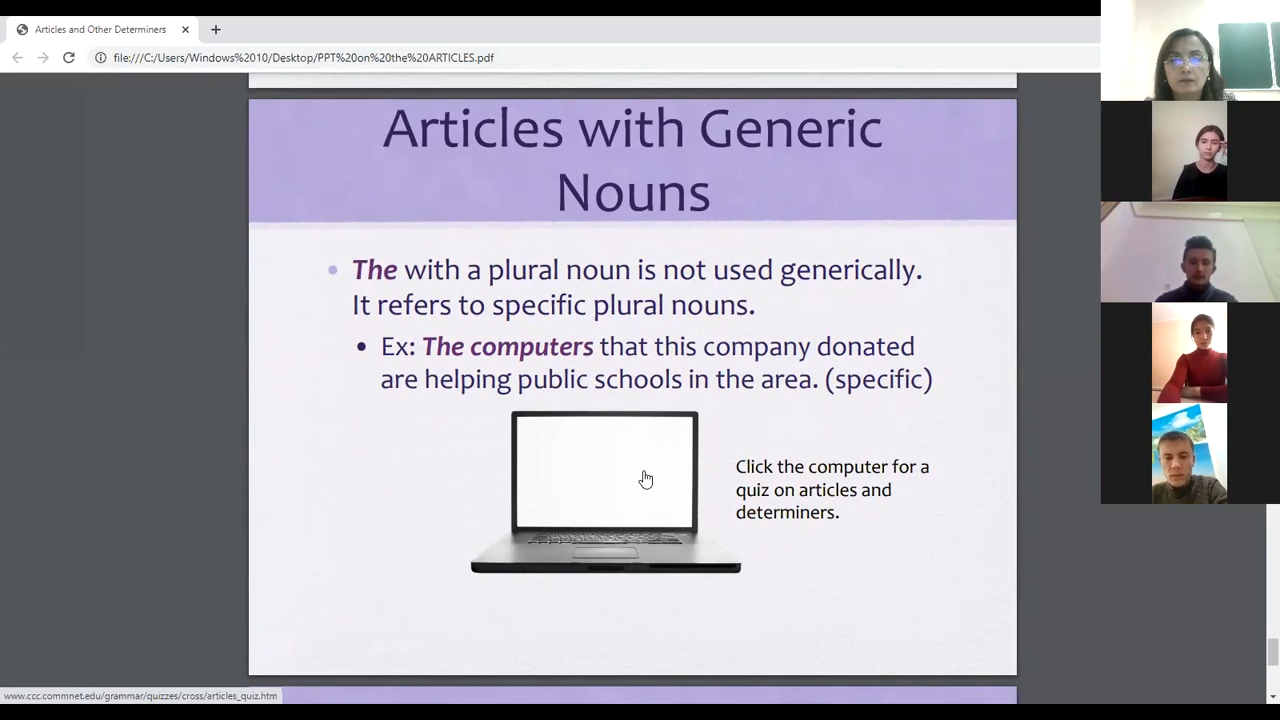 Articles and Other Determiners
file:///C:/Users/Windows%2010/Desktop/PPT%20on%20the%20ARTICLES.pdf
Articles with Generic
Nouns
The with a plural noun is not used generically.
It refers to specific plural nouns.
Ex: The computers that this company donated
are helping public schools in the area. (specific)
Click the computer for a
quiz on articles and
determiners.
www.ccc.commnet.edu/grammar/quizzes/cross/articles_quiz.htm